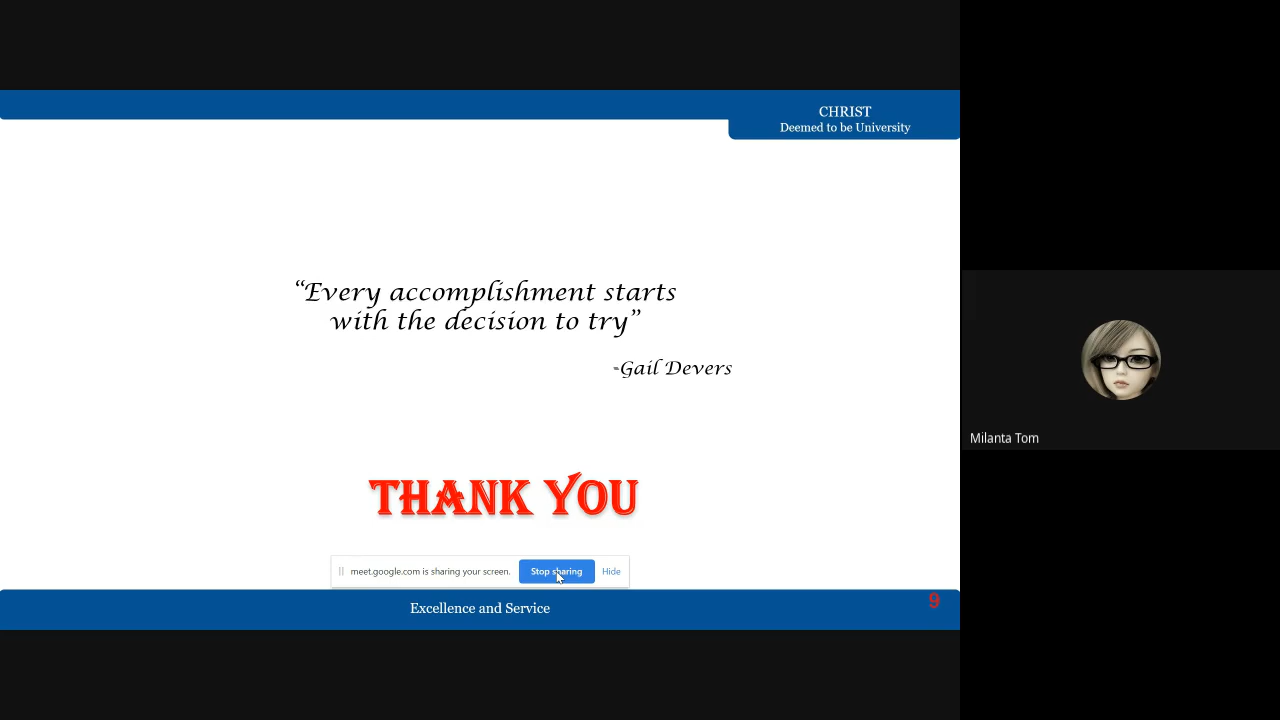 CHRIST
Deemed to be University
“Every accomplishment starts
with the decision to try”
-Gail Devers
THANK YOU
meet.google.com is sharing your screen.
Stop sharing
Hide
Excellence and Service
9
Milanta Tom